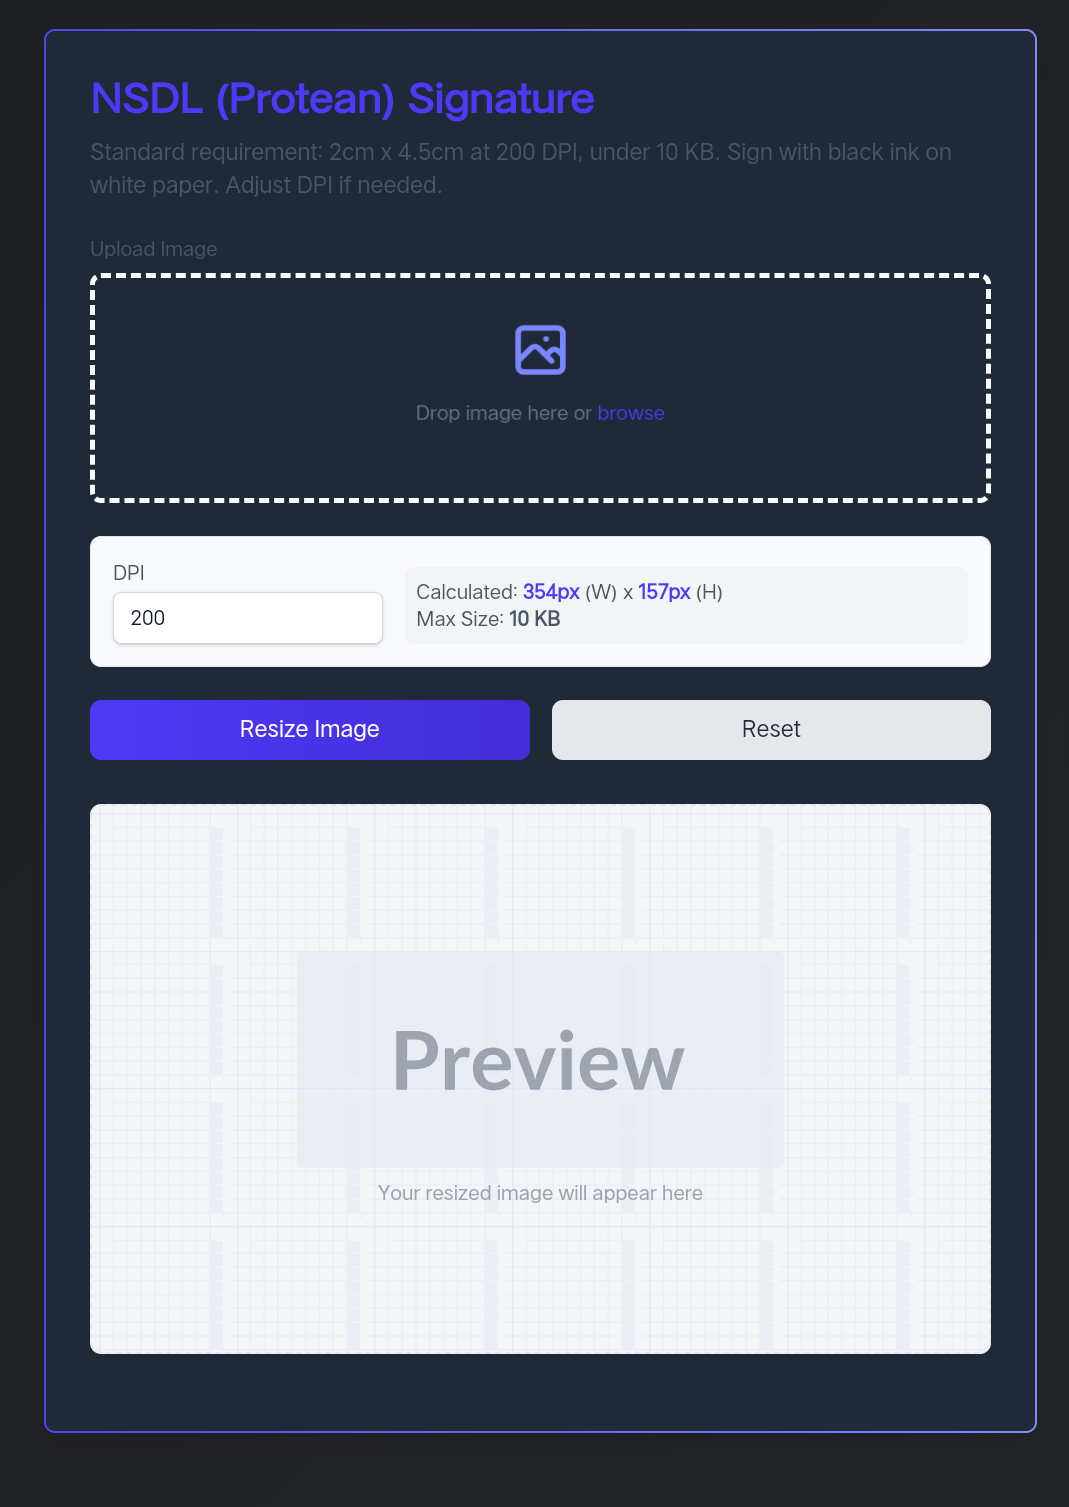 NSDL (Protean) Signature
Standard requirement: 2cm x 4.5cm at 200 DPI, under 10 KB. Sign with black ink on
white paper. Adjust DPI if needed.
Upload Image
Drop image here or browse
DPI
200
Calculated: 354px (W) x 157px (H)
Max Size: 10 KB
Resize Image
Reset
Preview
Your resized image will appear here